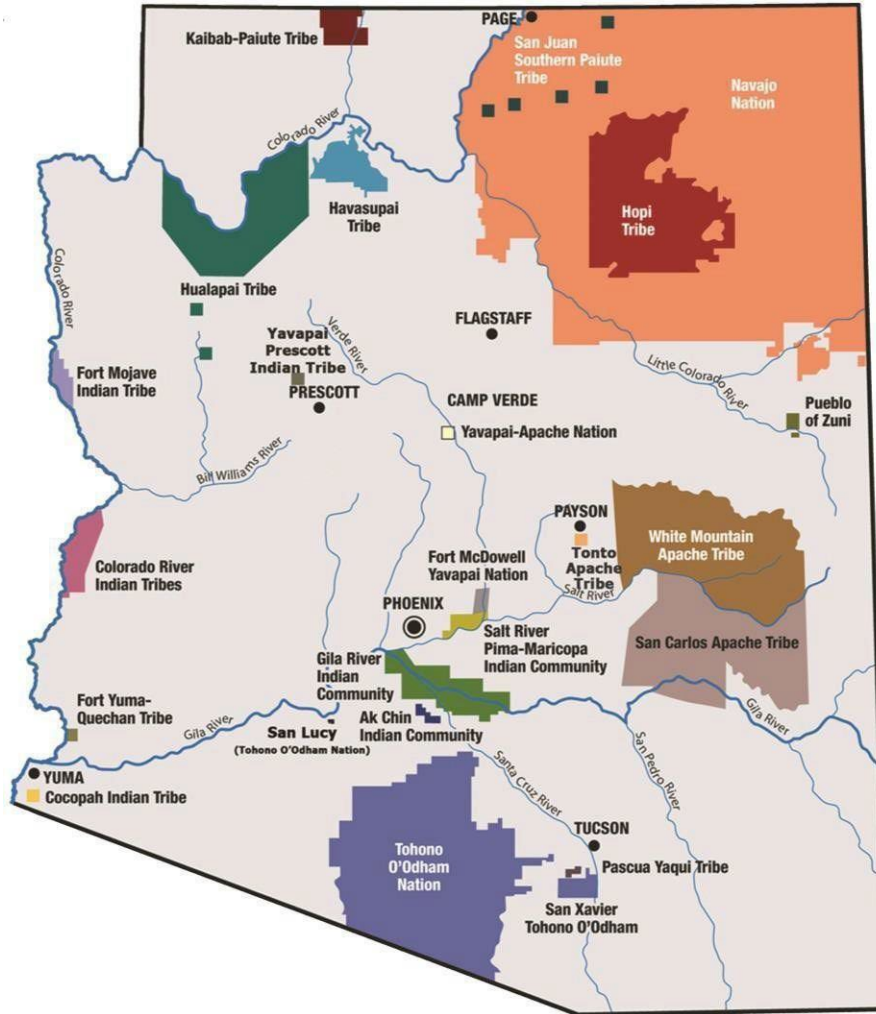 PAGE
Kaibab-Paiute Tribe
San Juan
Southern Paiute
Tribe
Navajo
Nation
Colorado River
Havasupai
Tribe
Hopi
Tribe
Colorado River
Hualapai Tribe
Verde River
FLAGSTAFF
Yavapai
Prescott
Indian Tribe
PRESCOTT
Fort Mojave
Indian Tribe
Little Colorado River
CAMP VERDE
Yavapai-Apache Nation
Pueblo
of Zuni
Bill Williams River
PAYSON
Tonto
Apache
Tribe
White Mountain
Apache Tribe
Colorado River
Indian Tribes
Fort McDowell
Yavapai Nation
Salt River
PHOENIX
Salt River
Pima-Maricopa
Indian Community
San Carlos Apache Tribe
Gila River
Indian
Community
Fort Yuma-
Quechan Tribe
Gila River
San Lucy
(Tohono O'Odham Nation)
Ak Chin
Indian Community
Gila River
San Pedro River
Santa Cruz River
YUMA
Cocopah Indian Tribe
Tohono
O'Odham
Nation
TUCSON
Pascua Yaqui Tribe
San Xavier
Tohono O'Odham